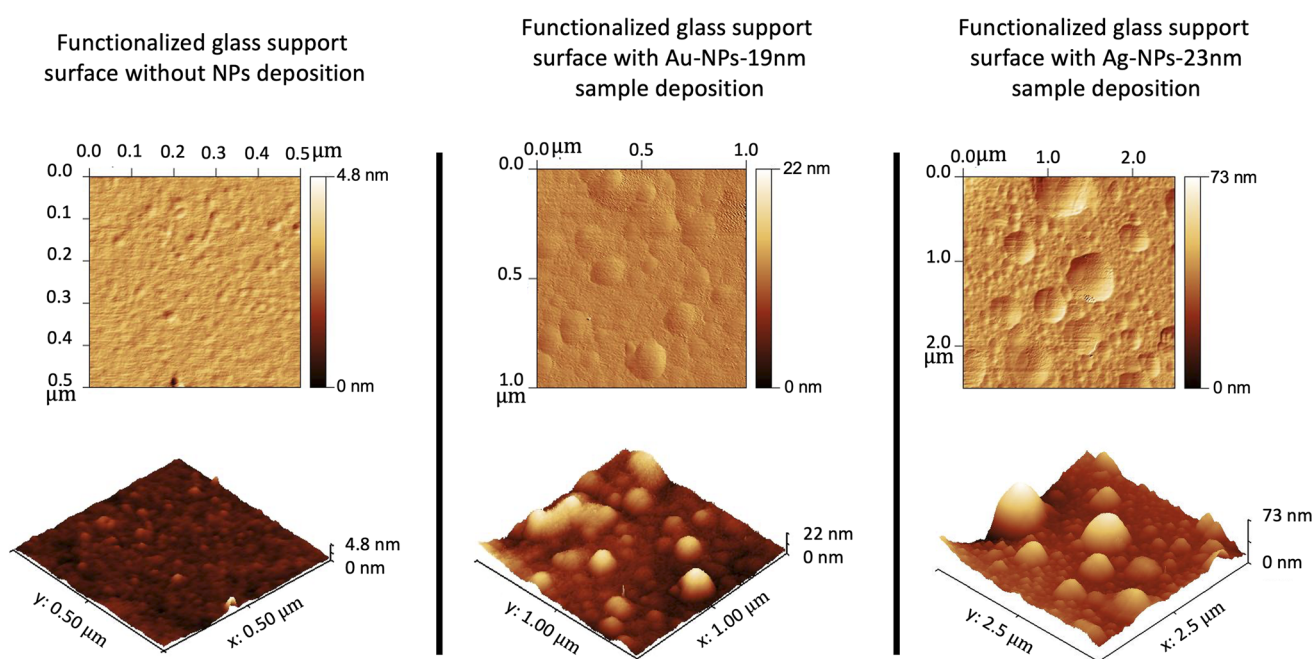 Functionalized glass support
surface without NPs deposition
0.0 0.1 0.2 0.3 0.5 μm
0.0
0.1
0.2
0.3
0.4
0.5
μm
4.8 nm
0 nm
4.8 nm
0 nm
y: 0.50 μm
x: 0.50 μm
Functionalized glass support
surface with Au-NPs-19nm
sample deposition
0.0 μm 0.5 1.0
0.0
0.5
1.0
μm
22 nm
0 nm
22 nm
0 nm
y: 1.00 μm
x: 1.00 μm
Functionalized glass support
surface with Ag-NPs-23nm
sample deposition
0.0 μm 1.0 2.0
0.0
1.0
2.0
μm
73 nm
0 nm
73 nm
0 nm
y: 2.5 μm
x: 2.5 μm